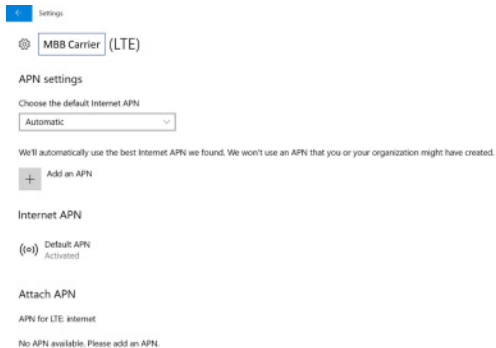 Settings
MBB Carrier (LTE)
APN settings
Choose the default Internet APN
Automatic
We'll automatically use the best Internet APN we found. We won't use an APN that you or your organization might have created.
Add an APN
Internet APN
Default APN
Activated
Attach APN
APN for LTE: internet
No APN available. Please add an APN.